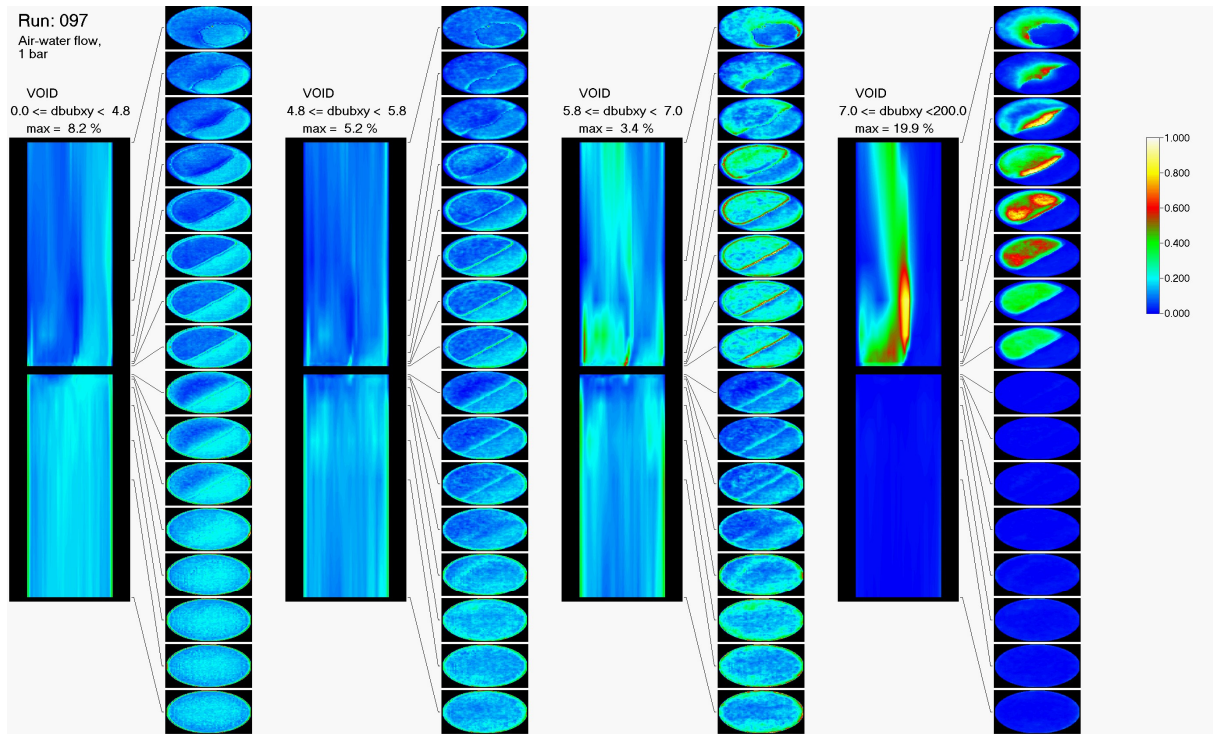 Run: 097
Air-water flow,
1 bar
VOID
0.0 <= dbubxy < 4.8
max = 8.2 %
VOID
4.8 <= dbubxy < 5.8
max = 5.2 %
VOID
5.8 <= dbubxy < 7.0
max = 3.4 %
VOID
7.0 <= dbubxy <200.0
max = 19.9 %
1.000
0.800
0.600
0.400
0.200
0.000